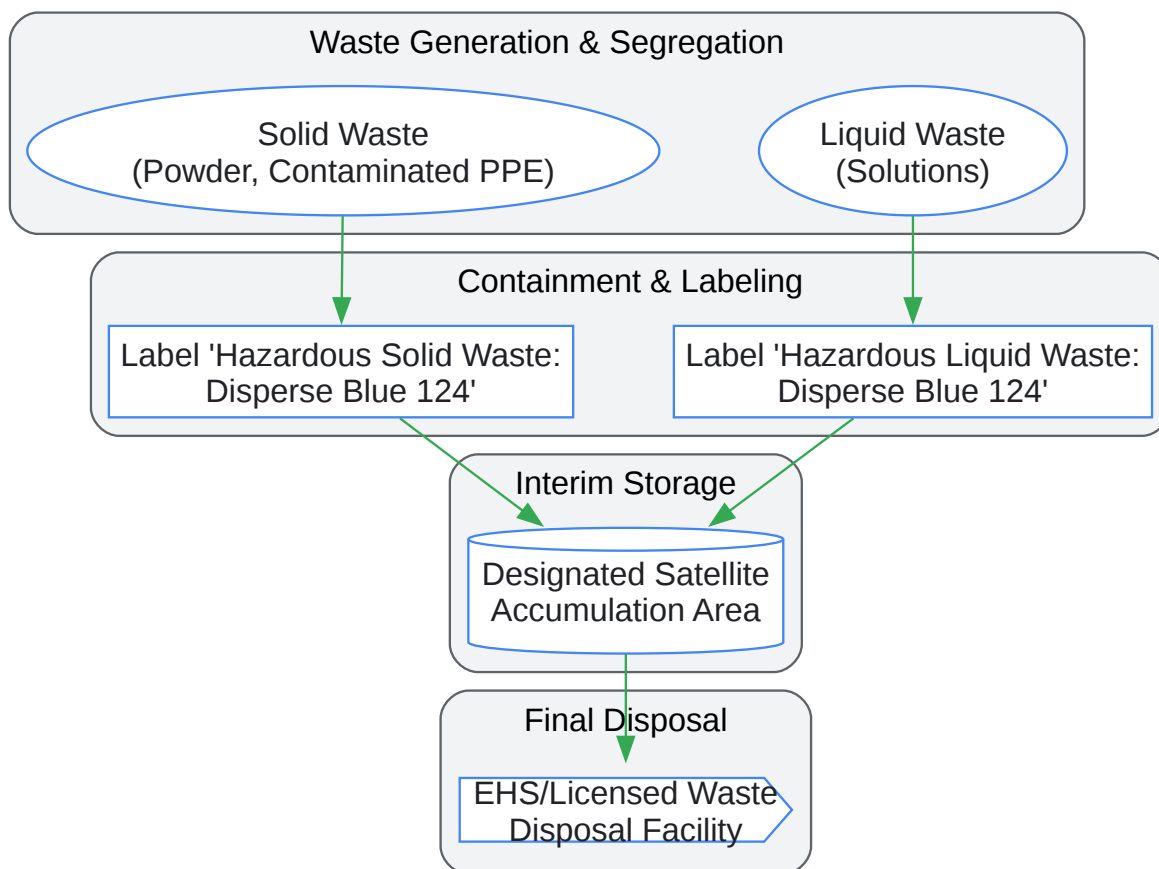 Waste Generation & Segregation
Solid Waste
(Powder, Contaminated PPE)
Liquid Waste
(Solutions)
Containment & Labeling
Label 'Hazardous Solid Waste:
Disperse Blue 124'
Label 'Hazardous Liquid Waste:
Disperse Blue 124'
Interim Storage
Designated Satellite
Accumulation Area
Final Disposal
EHS/Licensed Waste
Disposal Facility